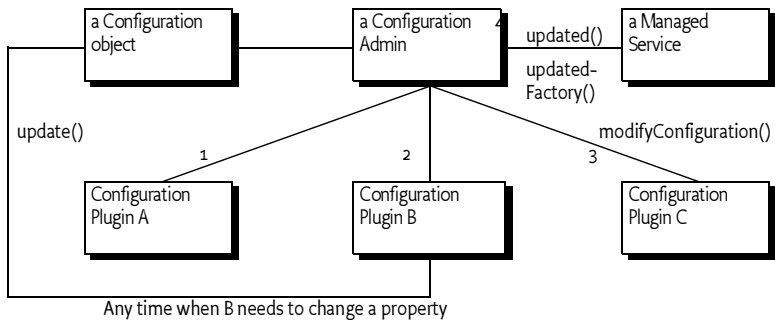 a Configuration
object
a Configuration
Admin
4
updated()
updated-
Factory()
a Managed
Service
update()
modifyConfiguration()
1
2
3
Configuration
Plugin A
Configuration
Plugin B
Configuration
Plugin C
Any time when B needs to change a property